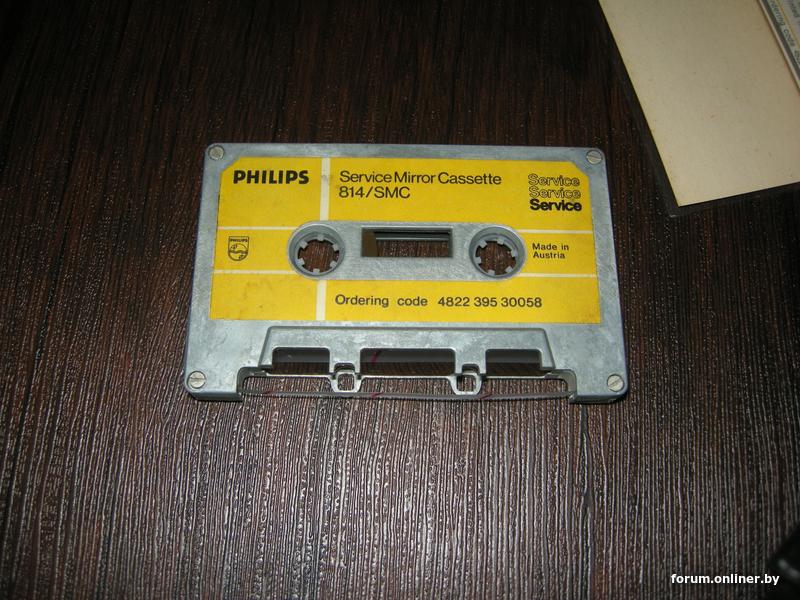 PHILIPS
Service Mirror Cassette
814/SMC
Service
Service
Service
PHILIPS
Made in
Austria
Ordering code 4822 395 30058
forum.onliner.by